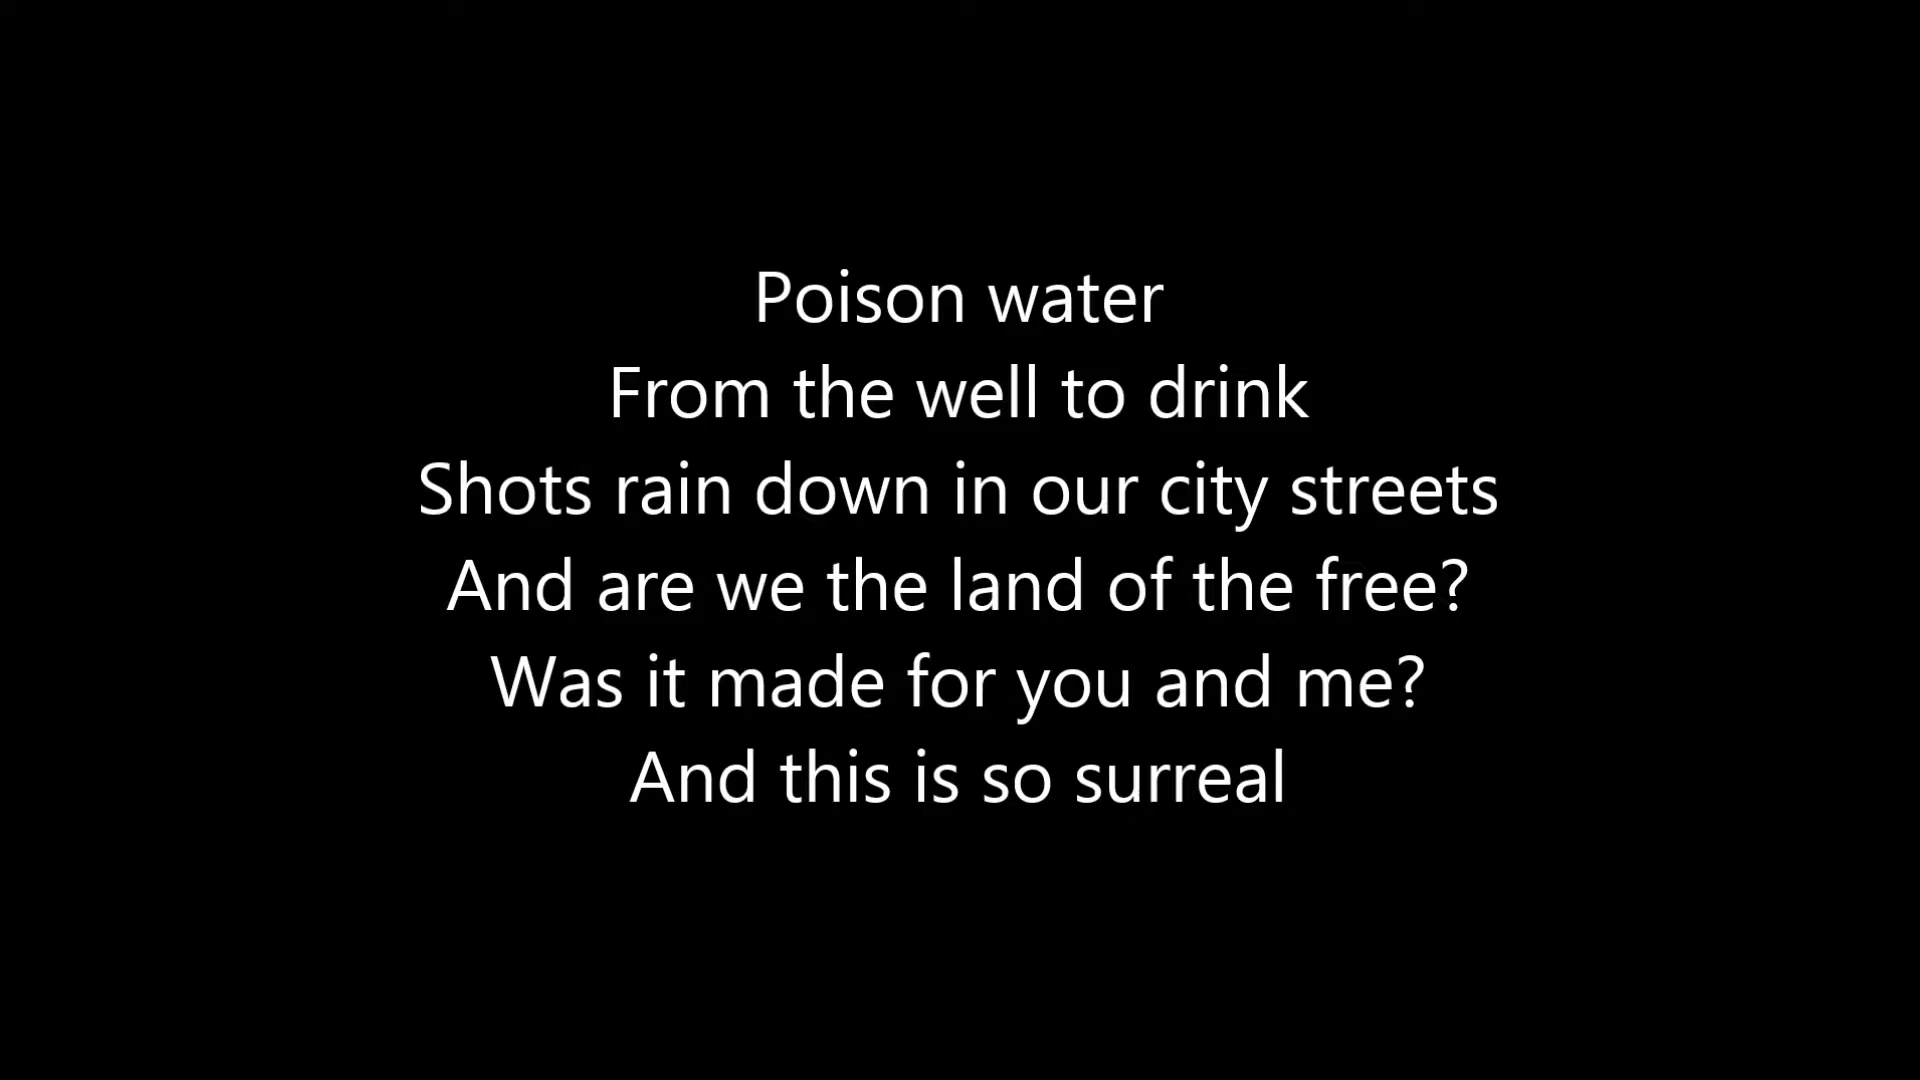 Poison water
From the well to drink
Shots rain down in our city streets
And are we the land of the free?
Was it made for you and me?
And this is so surreal